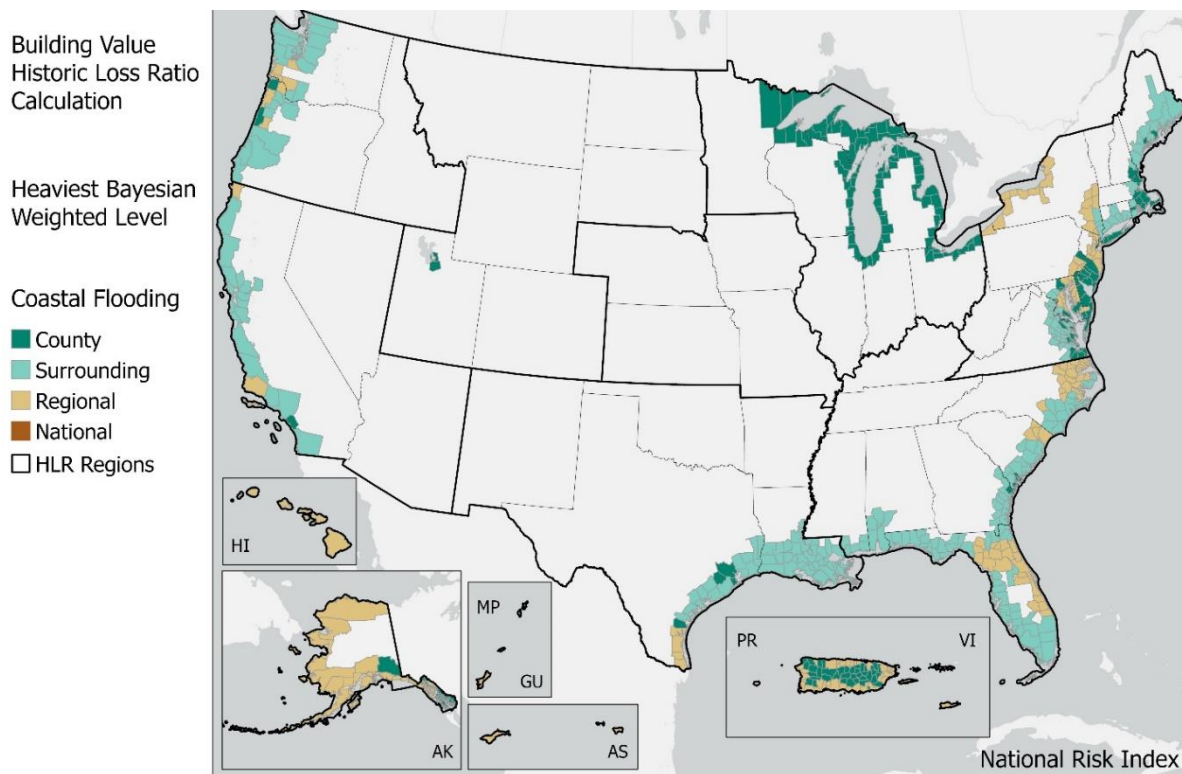 Building Value
Historic Loss Ratio
Calculation
Heaviest Bayesian
Weighted Level
Coastal Flooding
County
Surrounding
Regional
National
HLR Regions
HI
AK
MP
GU
AS
PR
VI
National Risk Index